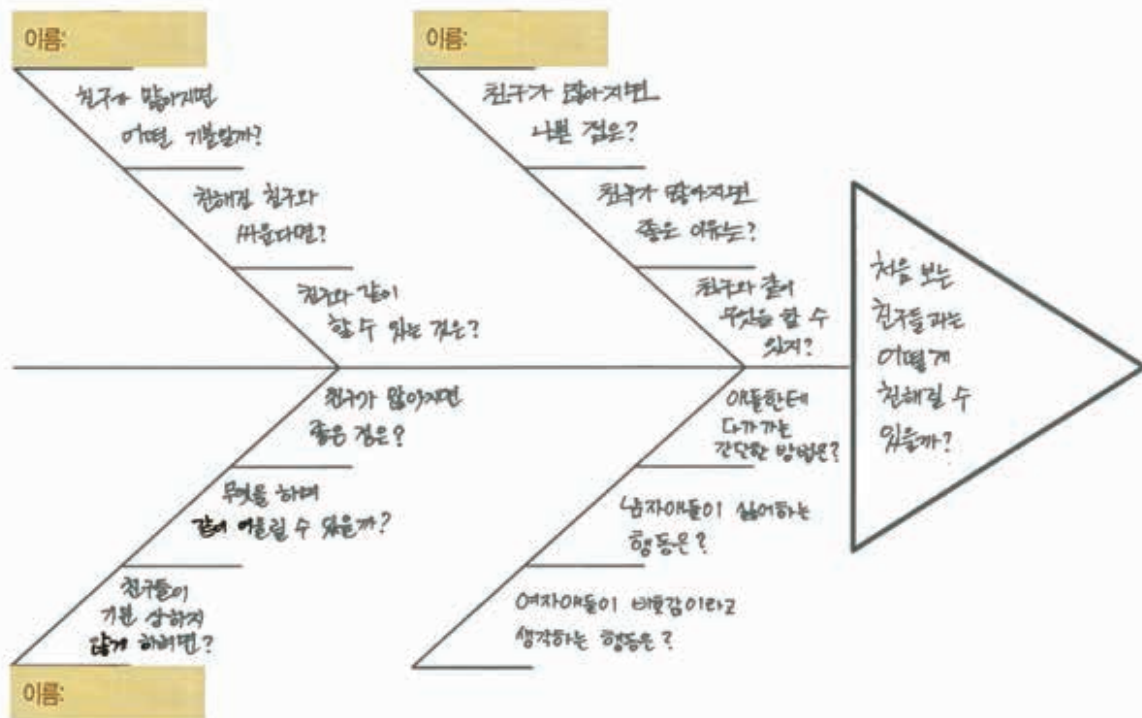 이름:
친구가 많아지면
어떤 기분일까?
친해진 친구와
싸운다면?
친구와 같이
할 수 있는 것은?
이름:
친구가 많아지면
나쁜 점은?
친구가 많아지면
좋은 이유는?
친구와 같이
무엇을 할 수
있지?
친구가 많아지면
좋은 점은?
무엇을 하며
같이 어울릴 수 있을까?
친구들이
기분 상하지
않게 하려면?
이름:
애들한테
다가가는
간단한 방법은?
남자애들이 싫어하는
행동은?
여자애들이 비호감이라고
생각하는 행동은?
처음 보는
친구들과는
어떻게
친해질 수
있을까?